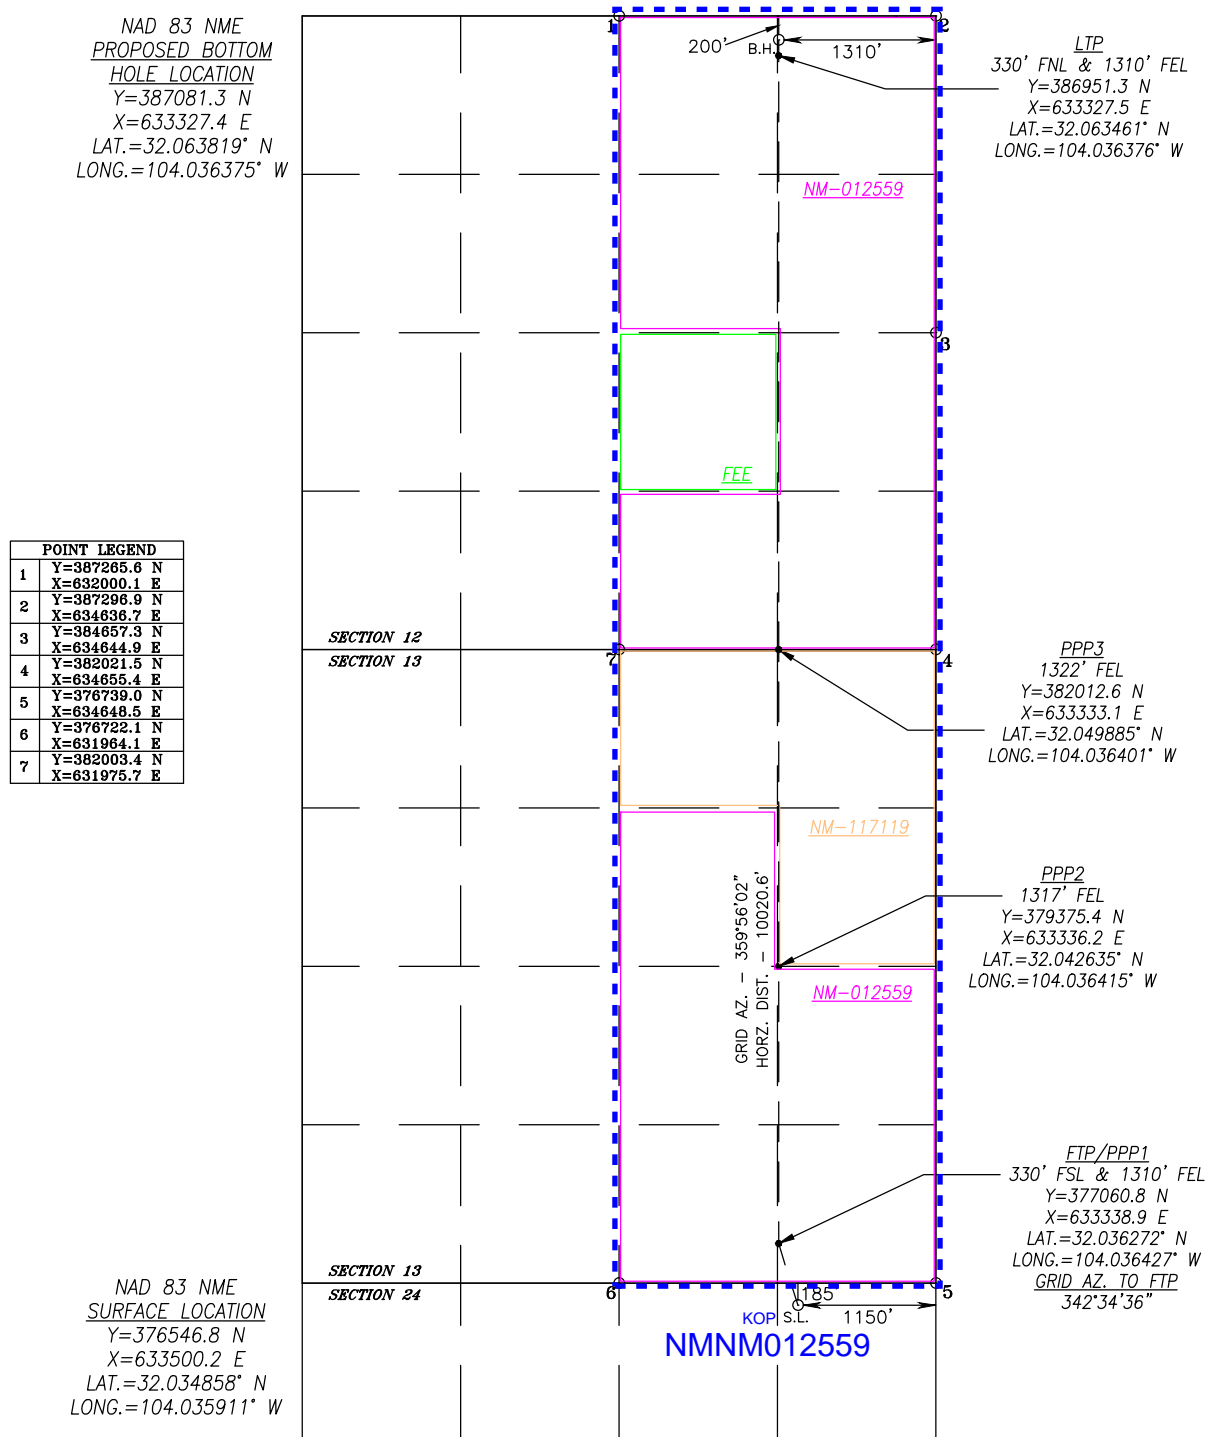 NAD 83 NME
PROPOSED BOTTOM
HOLE LOCATION
Y=387081.3 N
X=633327.4 E
LAT.=32.063819° N
LONG.=104.036375° W
1
2
200'
B.H.
1310'
LTP
330' FNL & 1310' FEL
Y=386951.3 N
X=633327.5 E
LAT.=32.063461° N
LONG.=104.036376° W
NM-012559
3
FEE
POINT LEGEND
1 Y=387265.6 N
X=632000.1 E
2 Y=387296.9 N
X=634636.7 E
3 Y=384657.3 N
X=634644.9 E
4 Y=382021.5 N
X=634655.4 E
5 Y=376739.0 N
X=634648.5 E
6 Y=376722.1 N
X=631964.1 E
7 Y=382003.4 N
X=631975.7 E
SECTION 12
SECTION 13
7
4
PPP3
1322' FEL
Y=382012.6 N
X=633333.1 E
LAT.=32.049885° N
LONG.=104.036401° W
NM-117119
GRID AZ. - 359°56'02"
HORZ. DIST. - 10020.6'
PPP2
1317' FEL
Y=379375.4 N
X=633336.2 E
LAT.=32.042635° N
LONG.=104.036415° W
NM-012559
FTP/PPP1
330' FSL & 1310' FEL
Y=377060.8 N
X=633338.9 E
LAT.=32.036272° N
LONG.=104.036427° W
GRID AZ. TO FTP
342°34'36"
SECTION 13
SECTION 24
6
5
185
KOP S.L.
1150'
NMNM012559
NAD 83 NME
SURFACE LOCATION
Y=376546.8 N
X=633500.2 E
LAT.=32.034858° N
LONG.=104.035911° W